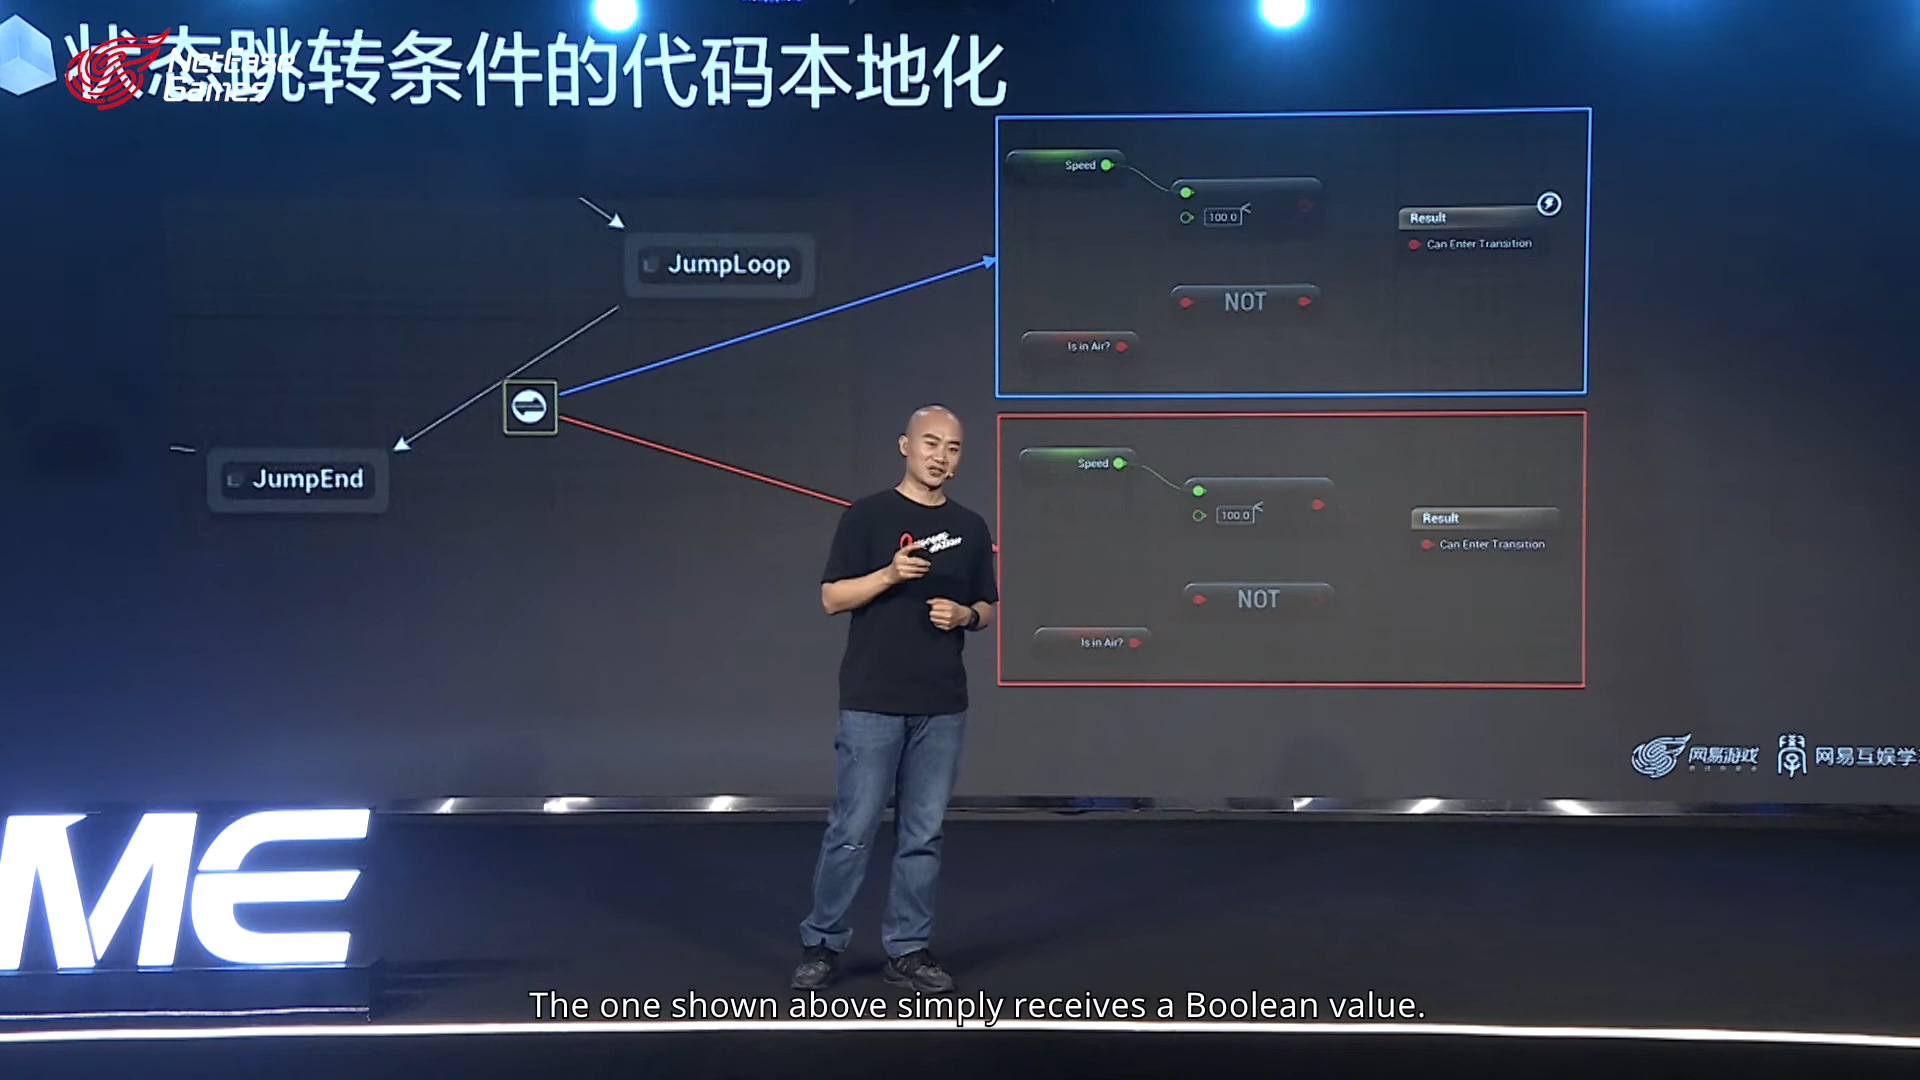 状态跳转条件的代码本地化
NetEase
Games
Speed
100.0
<
Result
Can Enter Transition
NOT
Is in Air?
JumpLoop
JumpEnd
Speed
100.0
<
Result
Can Enter Transition
NOT
Is in Air?
网易游戏
网易互娱学
ME
The one shown above simply receives a Boolean value.